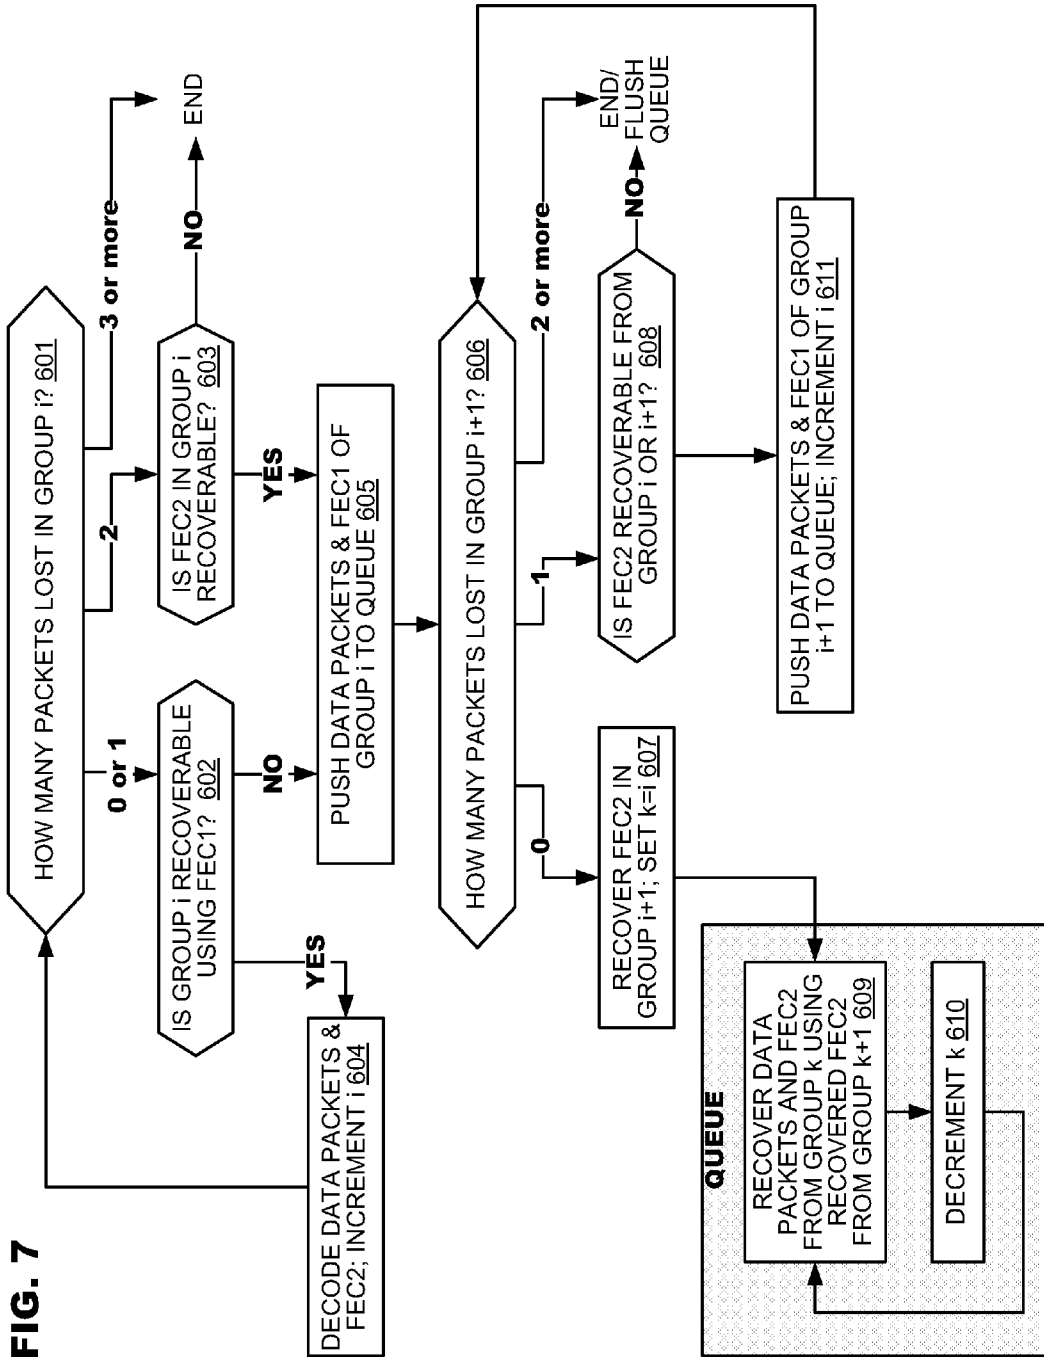 FIG. 7
HOW MANY PACKETS LOST IN GROUP i? 601
0 or 1
2
3 or more
IS GROUP i RECOVERABLE
USING FEC1? 602
IS FEC2 IN GROUP i
RECOVERABLE? 603
NO
END
YES
NO
YES
DECODE DATA PACKETS &
FEC2; INCREMENT i 604
PUSH DATA PACKETS & FEC1 OF
GROUP i TO QUEUE 605
HOW MANY PACKETS LOST IN GROUP i+1? 606
0
1
2 or more
RECOVER FEC2 IN
GROUP i+1; SET k=i 607
IS FEC2 RECOVERABLE FROM
GROUP i OR i+1? 608
NO
END/
FLUSH
QUEUE
QUEUE
RECOVER DATA
PACKETS AND FEC2
FROM GROUP k USING
RECOVERED FEC2
FROM GROUP k+1 609
DECREMENT k 610
PUSH DATA PACKETS & FEC1 OF GROUP
i+1 TO QUEUE; INCREMENT i 611